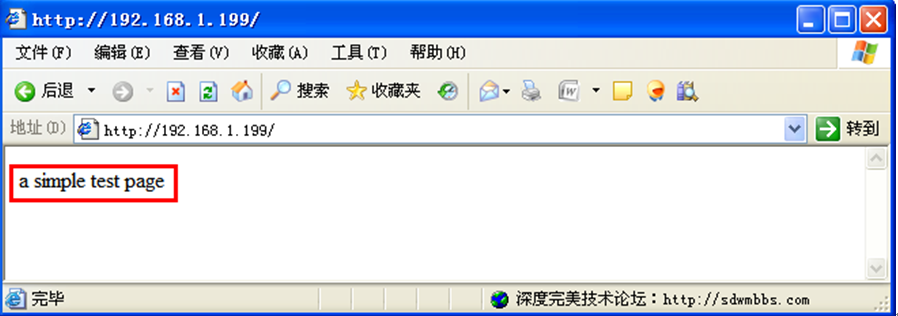 http://192.168.1.199/
文件(F) 编辑(E) 查看(V) 收藏(A) 工具(T) 帮助(H)
后退 搜索 收藏夹
地址(D) http://192.168.1.199/ 转到
a simple test page
完毕 深度完美技术论坛：http://sdwmbbs.com